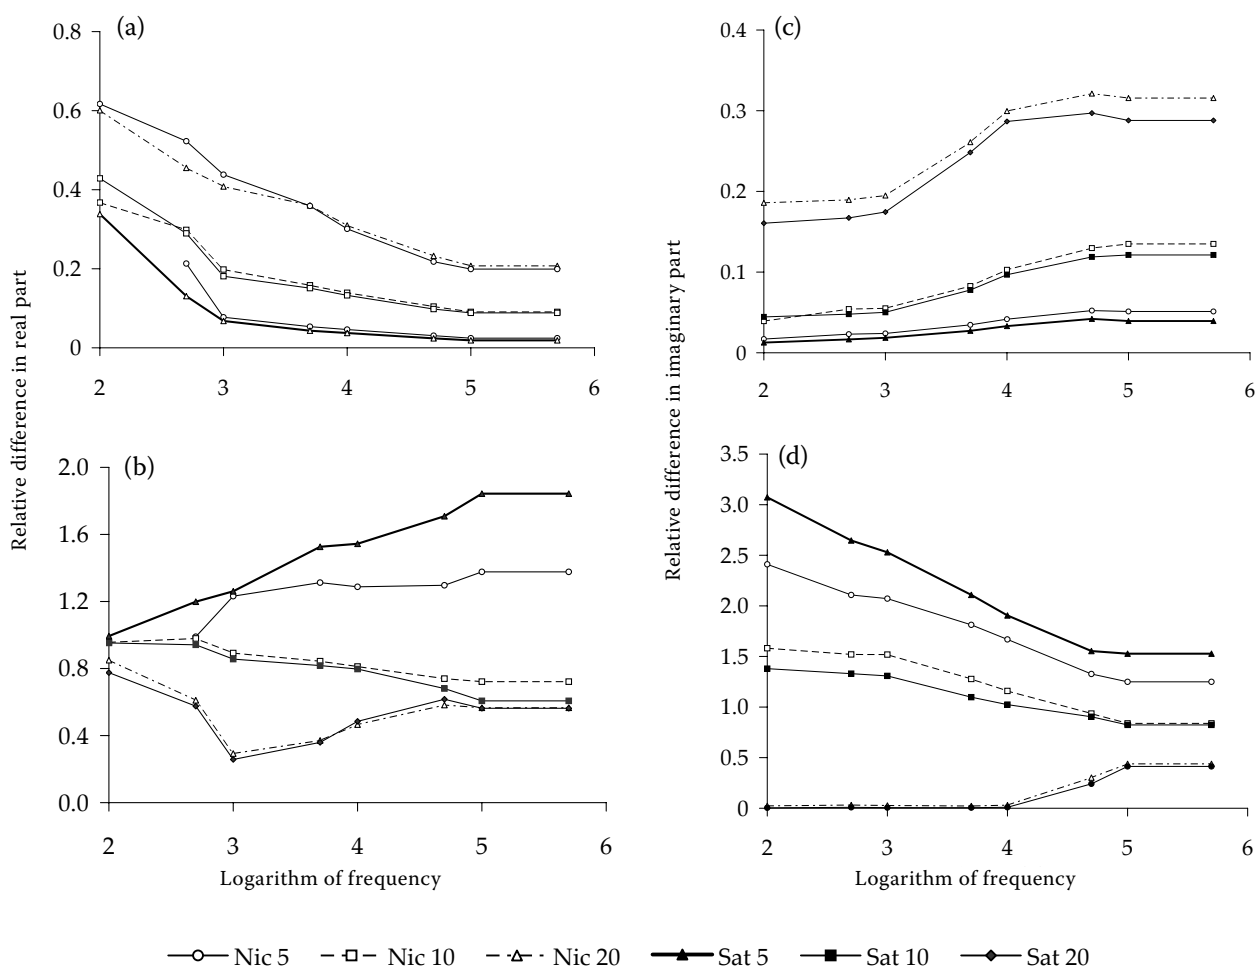 (a)
0.8
0.6
0.4
0.2
0
2 3 4 5 6
(c)
0.4
0.3
0.2
0.1
0
2 3 4 5 6
Relative difference in real part
Relative difference in imaginary part
(b)
2.0
1.6
1.2
0.8
0.4
0.0
2 3 4 5 6
Logarithm of frequency
(d)
3.5
3.0
2.5
2.0
1.5
1.0
0.5
0
2 3 4 5 6
Logarithm of frequency
Nic 5 Nic 10 Nic 20 Sat 5 Sat 10 Sat 20